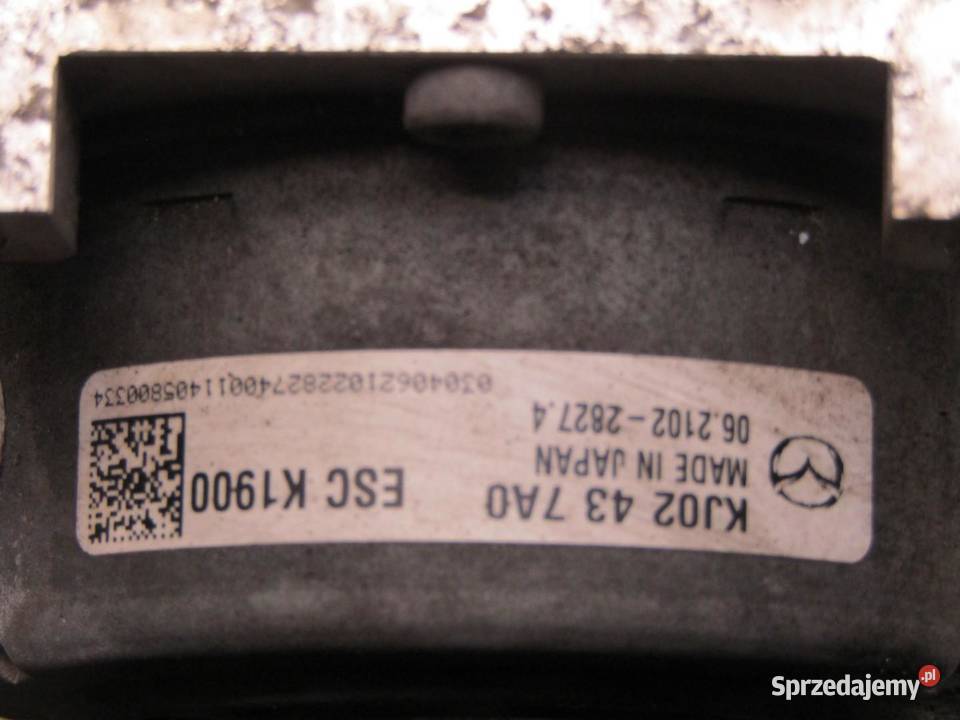 KJ02 43 7A0 ESC K1900
MADE IN JAPAN
06.2102-2827.4
0304062102282740011405800334
Sprzedajemy.pl